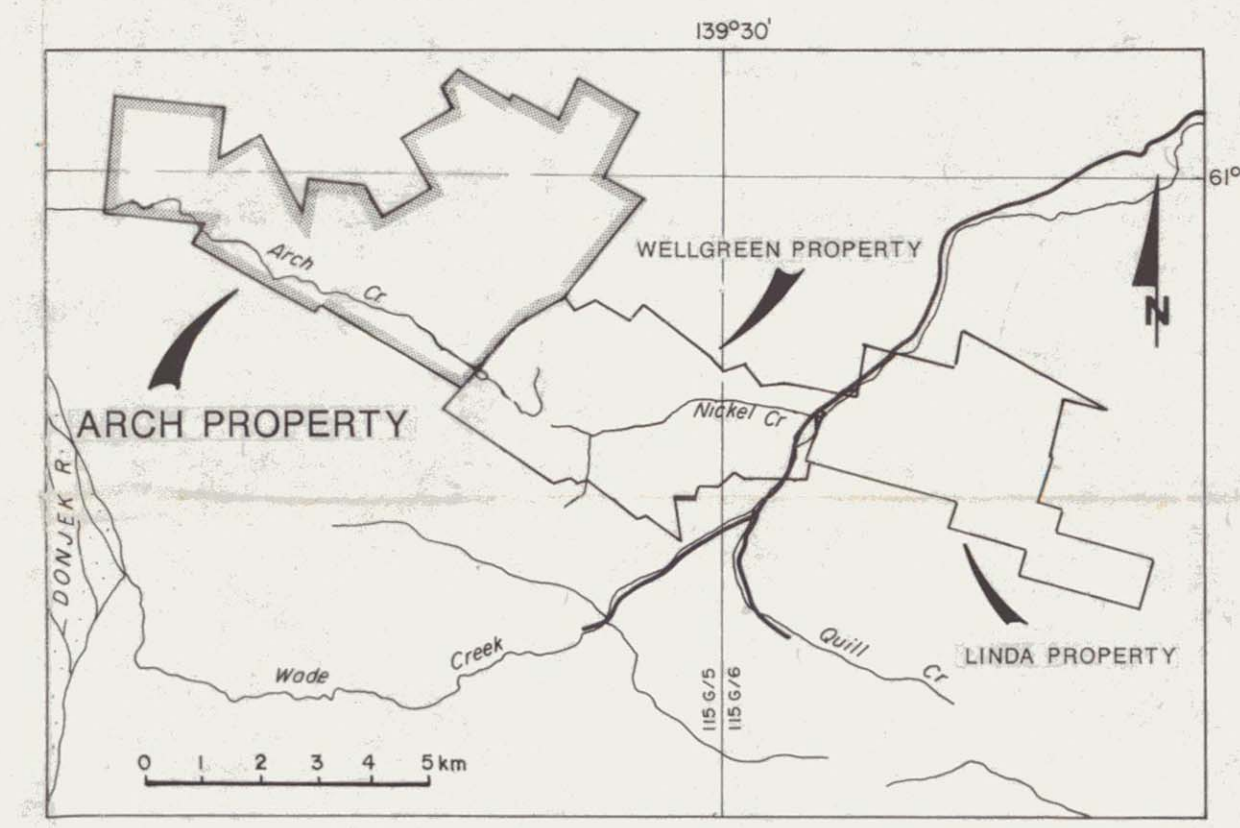 139°30'
61°
WELLGREEN PROPERTY
Arch
Cr
N
ARCH PROPERTY
Nickel Cr
DONJEK R.
Quill
Cr
LINDA PROPERTY
Creek
Wade
115 G/5
115 G/6
0 1 2 3 4 5 km